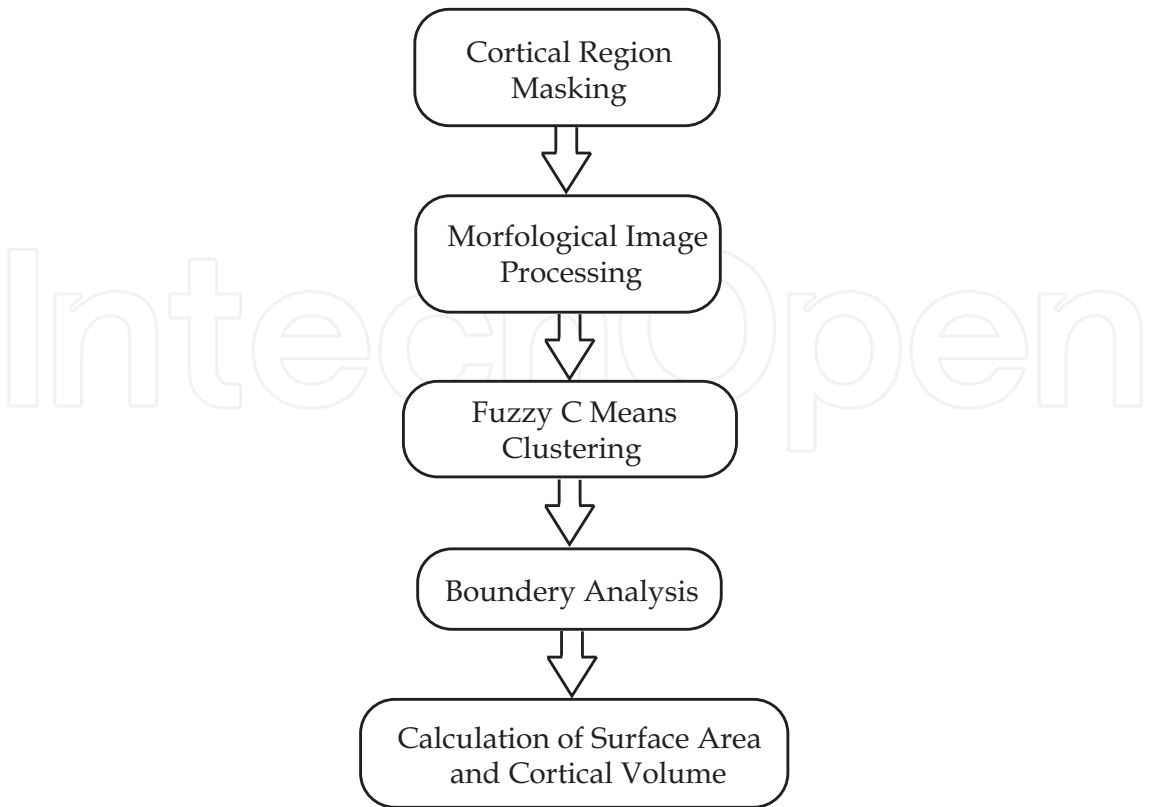 Cortical Region
Masking
Morfological Image
Processing
IntechOpen
Fuzzy C Means
Clustering
Boundery Analysis
Calculation of Surface Area
and Cortical Volume